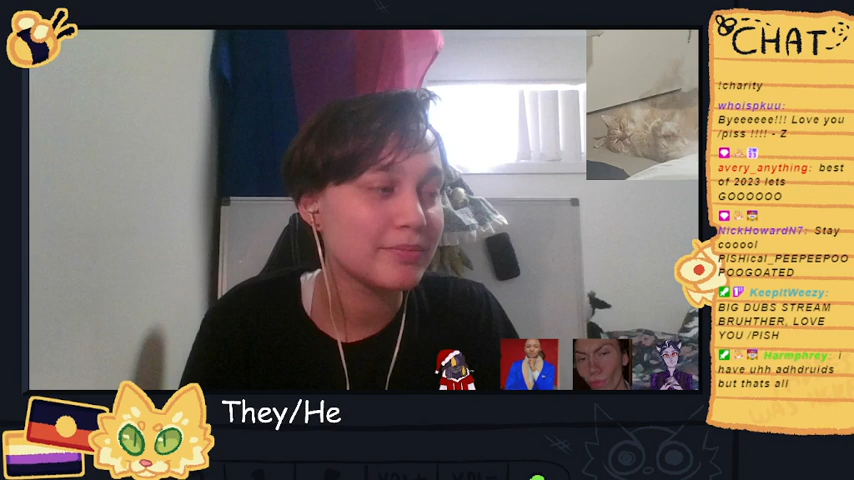 CHAT
!charity
whoispkuu:
Byeeeeee!!! Love you
/piss !!!! - Z
avery_anything: best
of 2023 lets
GOOOOOO
NickHowardN7: Stay
cooool
PISHical_PEEPEEPOO
POOGOATED
KeepItWeezy:
BIG DUBS STREAM
BRUHTHER, LOVE
YOU /PISH
Harmphrey: i
have uhh adhdruids
but thats all
They/He